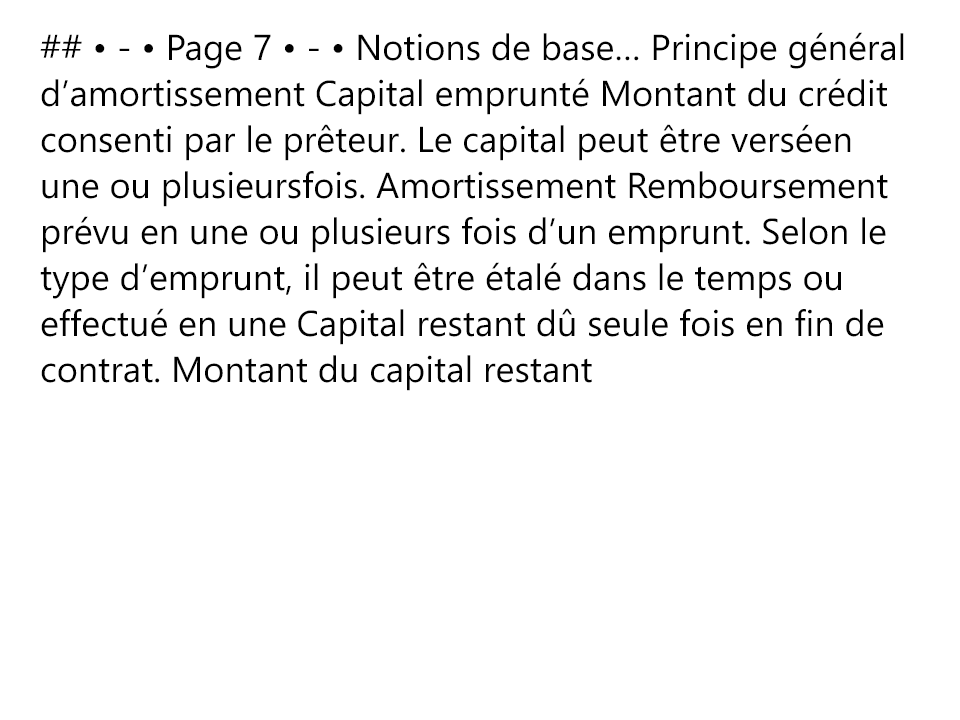 ## • - • Page 7 • - • Notions de base... Principe général
d’amortissement Capital emprunté Montant du crédit
consenti par le prêteur. Le capital peut être verséen
une ou plusieursfois. Amortissement Remboursement
prévu en une ou plusieurs fois d’un emprunt. Selon le
type d’emprunt, il peut être étalé dans le temps ou
effectué en une Capital restant dû seule fois en fin de
contrat. Montant du capital restant